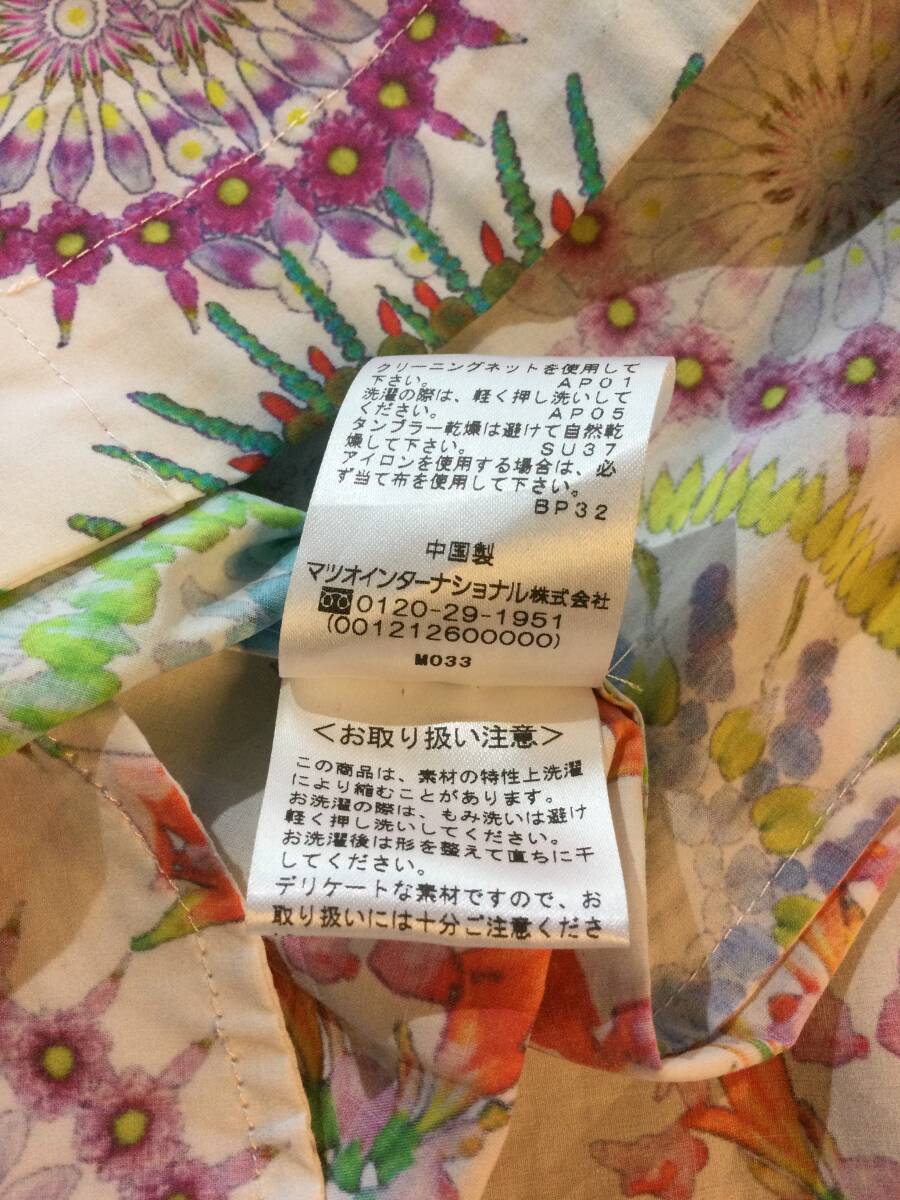 クリーニングネットを使用して
下さい。 AP01
洗濯の際は、軽く押し洗いして
ください。 AP05
タンブラー乾燥は避けて自然乾
燥して下さい。 SU37
アイロンを使用する場合は、必
ず当て布を使用して下さい。
BP32
中国製
マツオインターナショナル株式会社
0120-29-1951
(001212600000)
M033
＜お取り扱い注意＞
この商品は、素材の特性上洗濯
により縮むことがあります。
お洗濯の際は、もみ洗いは避け
軽く押し洗いしてください。
お洗濯後は形を整えて直ちに干
してください。
デリケートな素材ですので、お
取り扱いには十分ご注意くださ